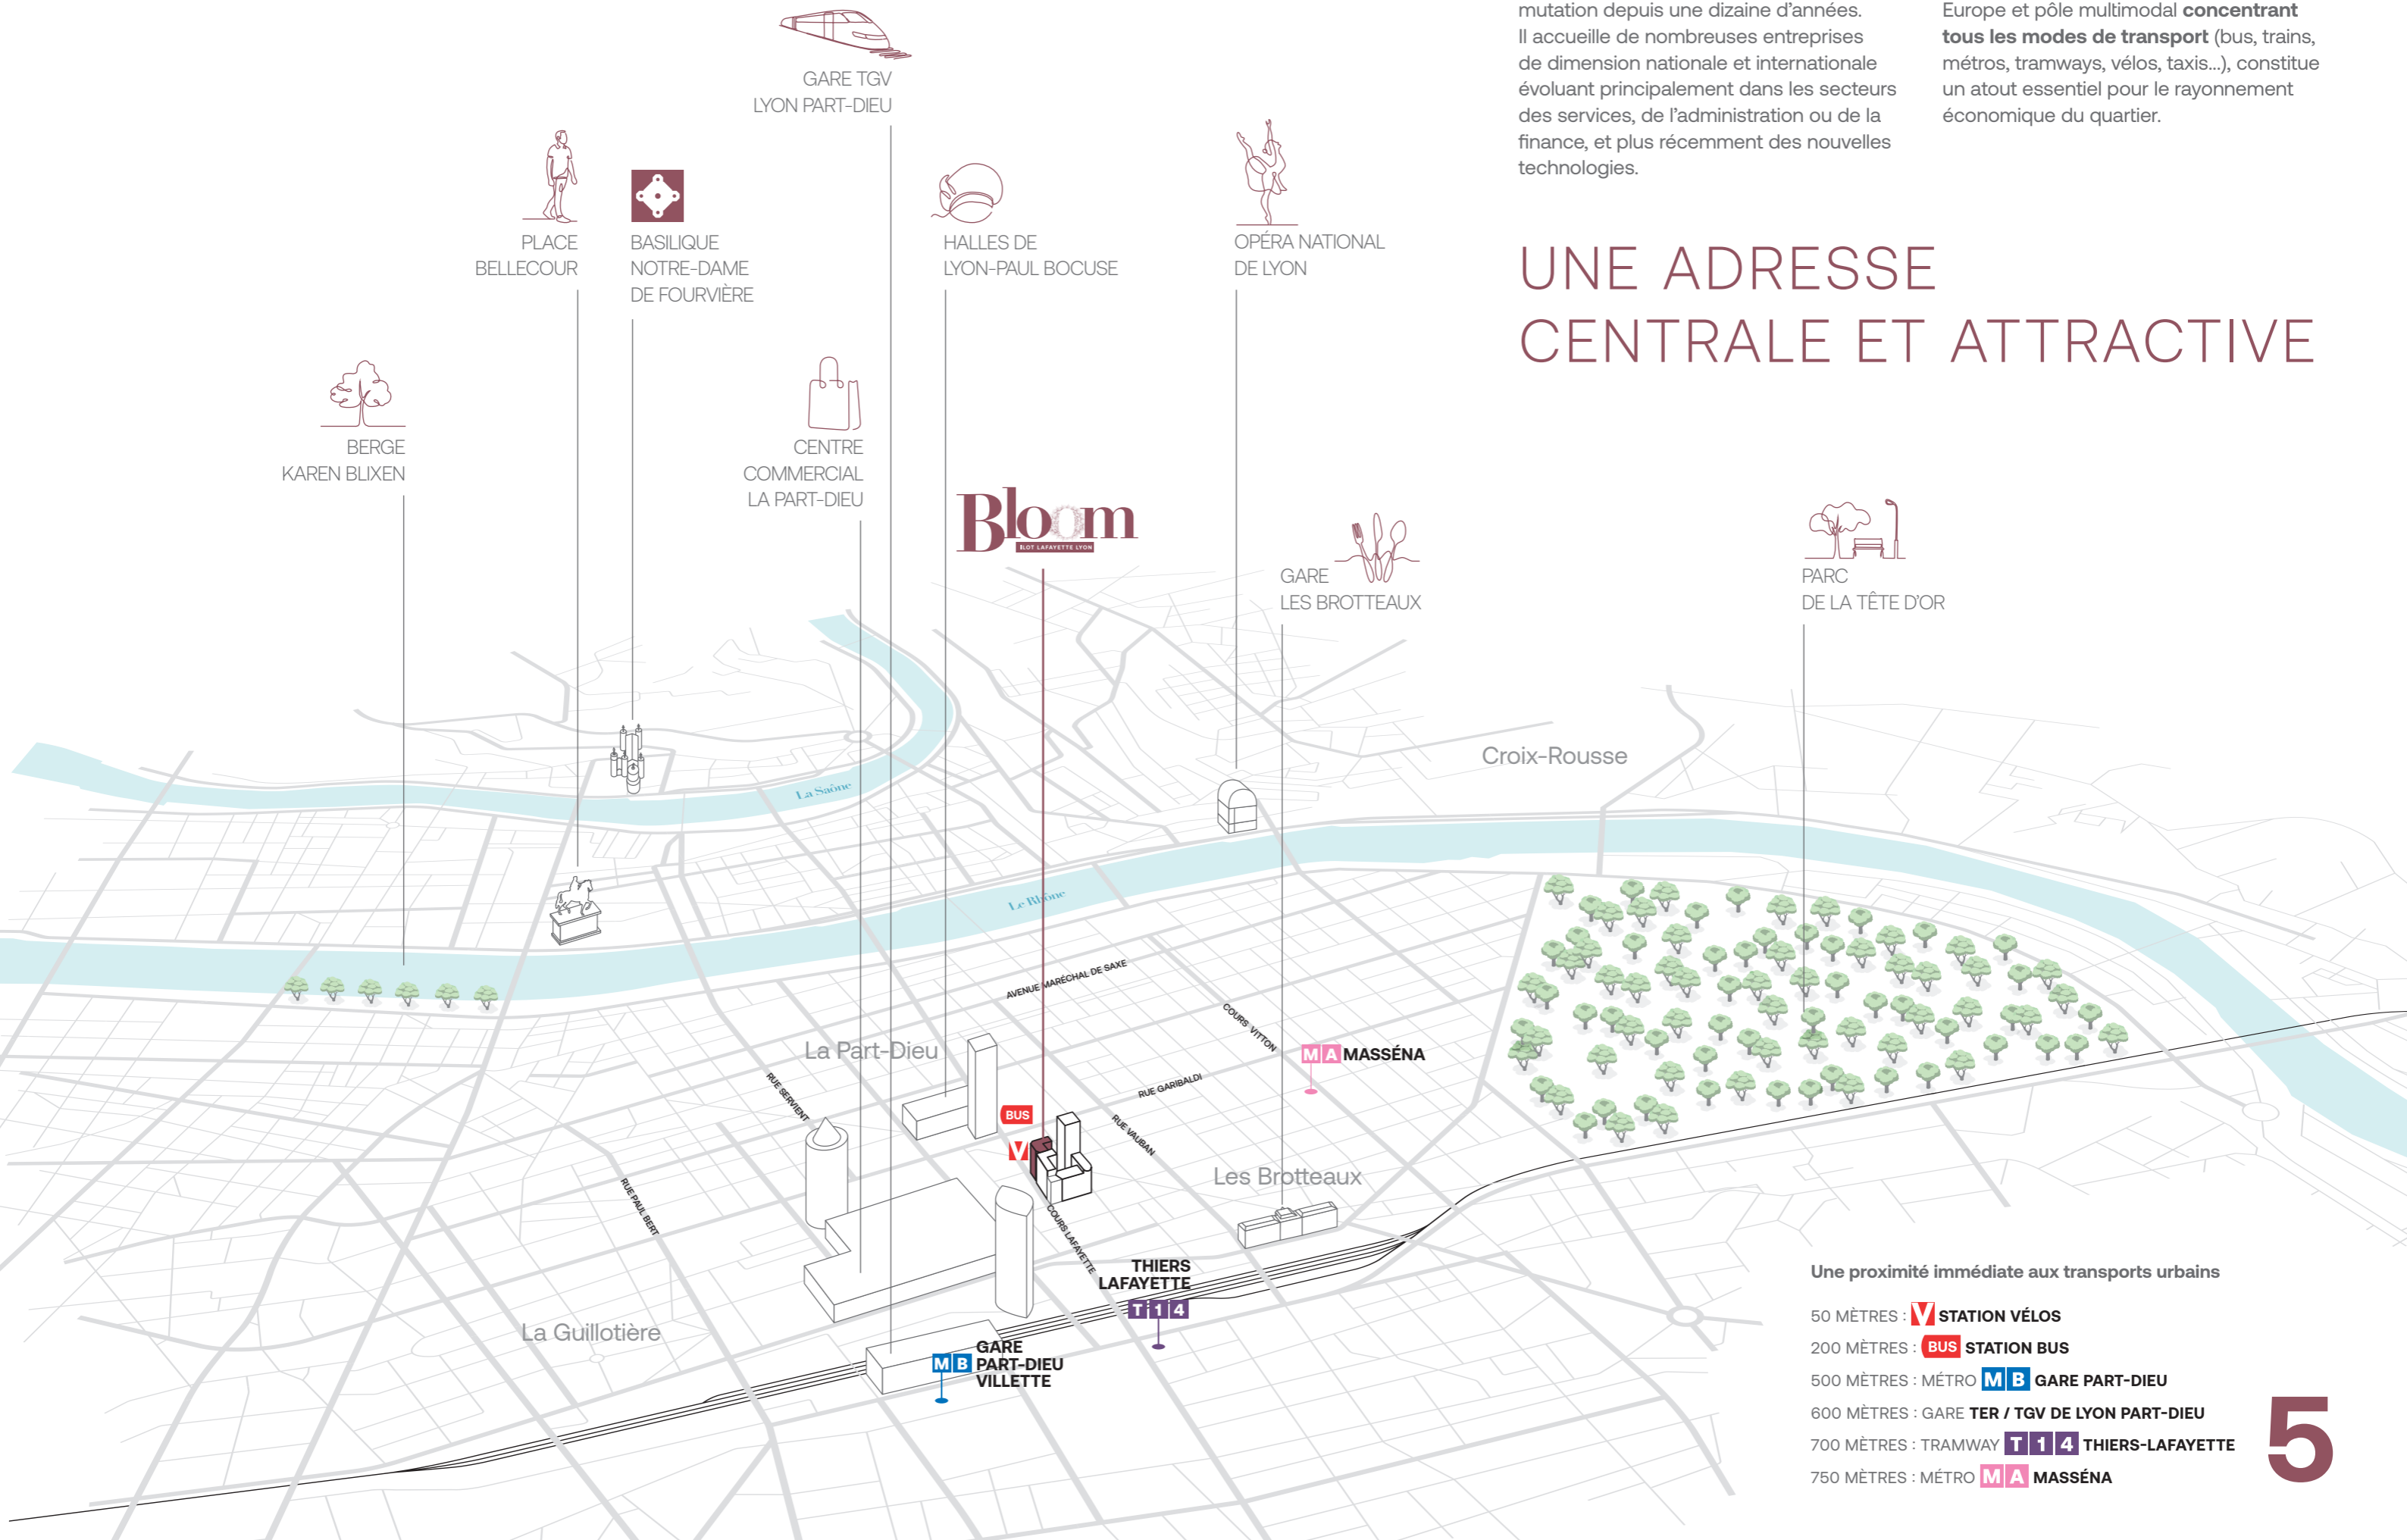 mutation depuis une dizaine d'années.
Il accueille de nombreuses entreprises
de dimension nationale et internationale
évoluant principalement dans les secteurs
des services, de l'administration ou de la
finance, et plus récemment des nouvelles
technologies.
Europe et pôle multimodal concentrant
tous les modes de transport (bus, trains,
métros, tramways, vélos, taxis...), constitue
un atout essentiel pour le rayonnement
économique du quartier.
UNE ADRESSE
CENTRALE ET ATTRACTIVE
GARE TGV
LYON PART-DIEU
PLACE
BELLECOUR
BASILIQUE
NOTRE-DAME
DE FOURVIÈRE
HALLES DE
LYON-PAUL BOCUSE
OPÉRA NATIONAL
DE LYON
BERGE
KAREN BLIXEN
CENTRE
COMMERCIAL
LA PART-DIEU
Bloom
ILOT LAFAYETTE LYON
GARE
LES BROTTEAUX
PARC
DE LA TÊTE D'OR
Croix-Rousse
La Saône
Le Rhône
AVENUE MARÉCHAL DE SAXE
COURS VITTON
La Part-Dieu
MA MASSÉNA
RUE SERVIENT
RUE GARIBALDI
BUS
V
RUE VAUBAN
Les Brotteaux
RUE PAUL BERT
COURS LAFAYETTE
THIERS
LAFAYETTE
T14
La Guillotière
MB GARE
PART-DIEU
VILLETTE
Une proximité immédiate aux transports urbains
50 MÈTRES : V STATION VÉLOS
200 MÈTRES : BUS STATION BUS
500 MÈTRES : MÉTRO MB GARE PART-DIEU
600 MÈTRES : GARE TER / TGV DE LYON PART-DIEU
700 MÈTRES : TRAMWAY T14 THIERS-LAFAYETTE
750 MÈTRES : MÉTRO MA MASSÉNA
5